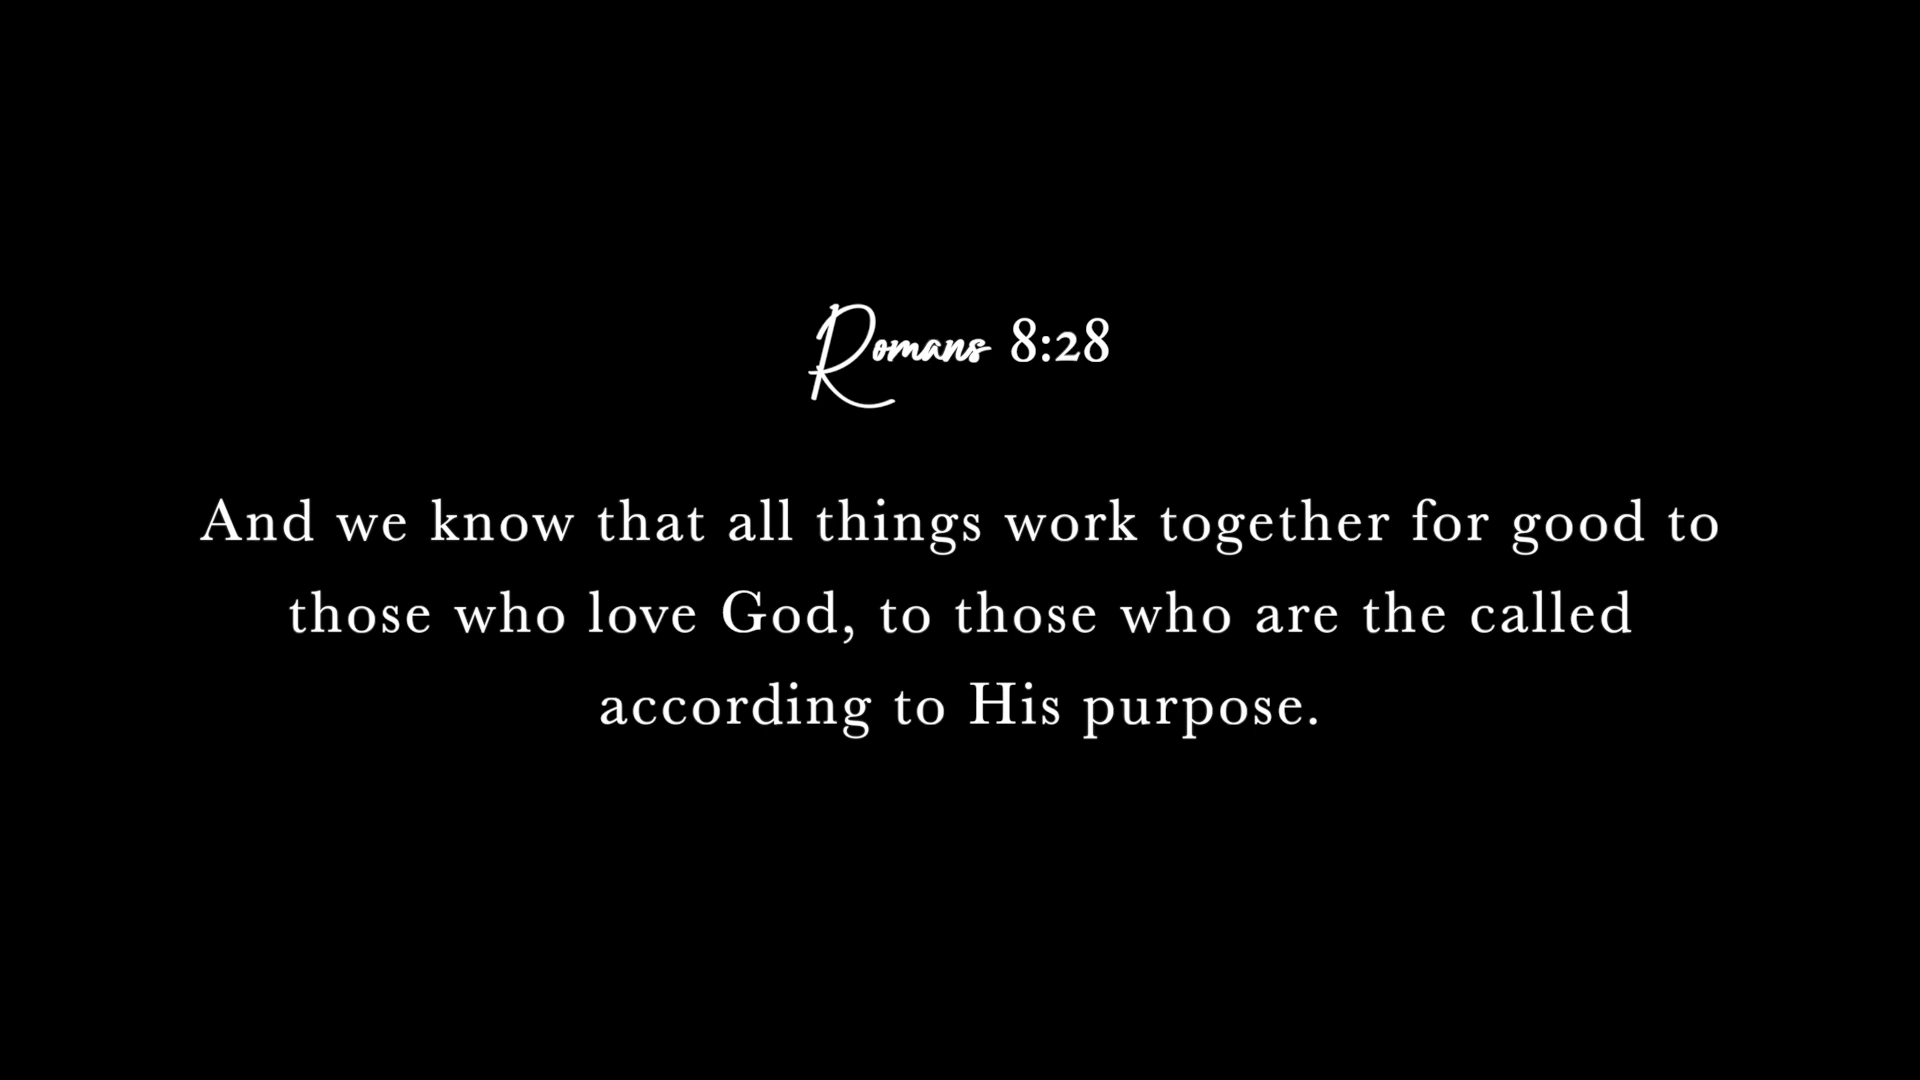 Romans 8:28
And we know that all things work together for good to
those who love God, to those who are the called
according to His purpose.